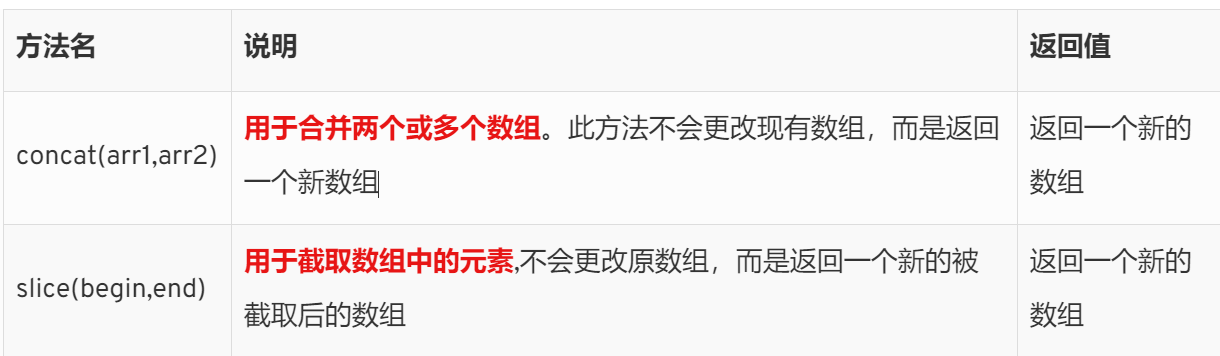 方法名 说明 返回值
用于合并两个或多个数组。此方法不会更改现有数组，而是返回 返回一个新的
concat(arr1,arr2)
一个新数组 数组
用于截取数组中的元素,不会更改原数组，而是返回一个新的被 返回一个新的
slice(begin,end)
截取后的数组 数组